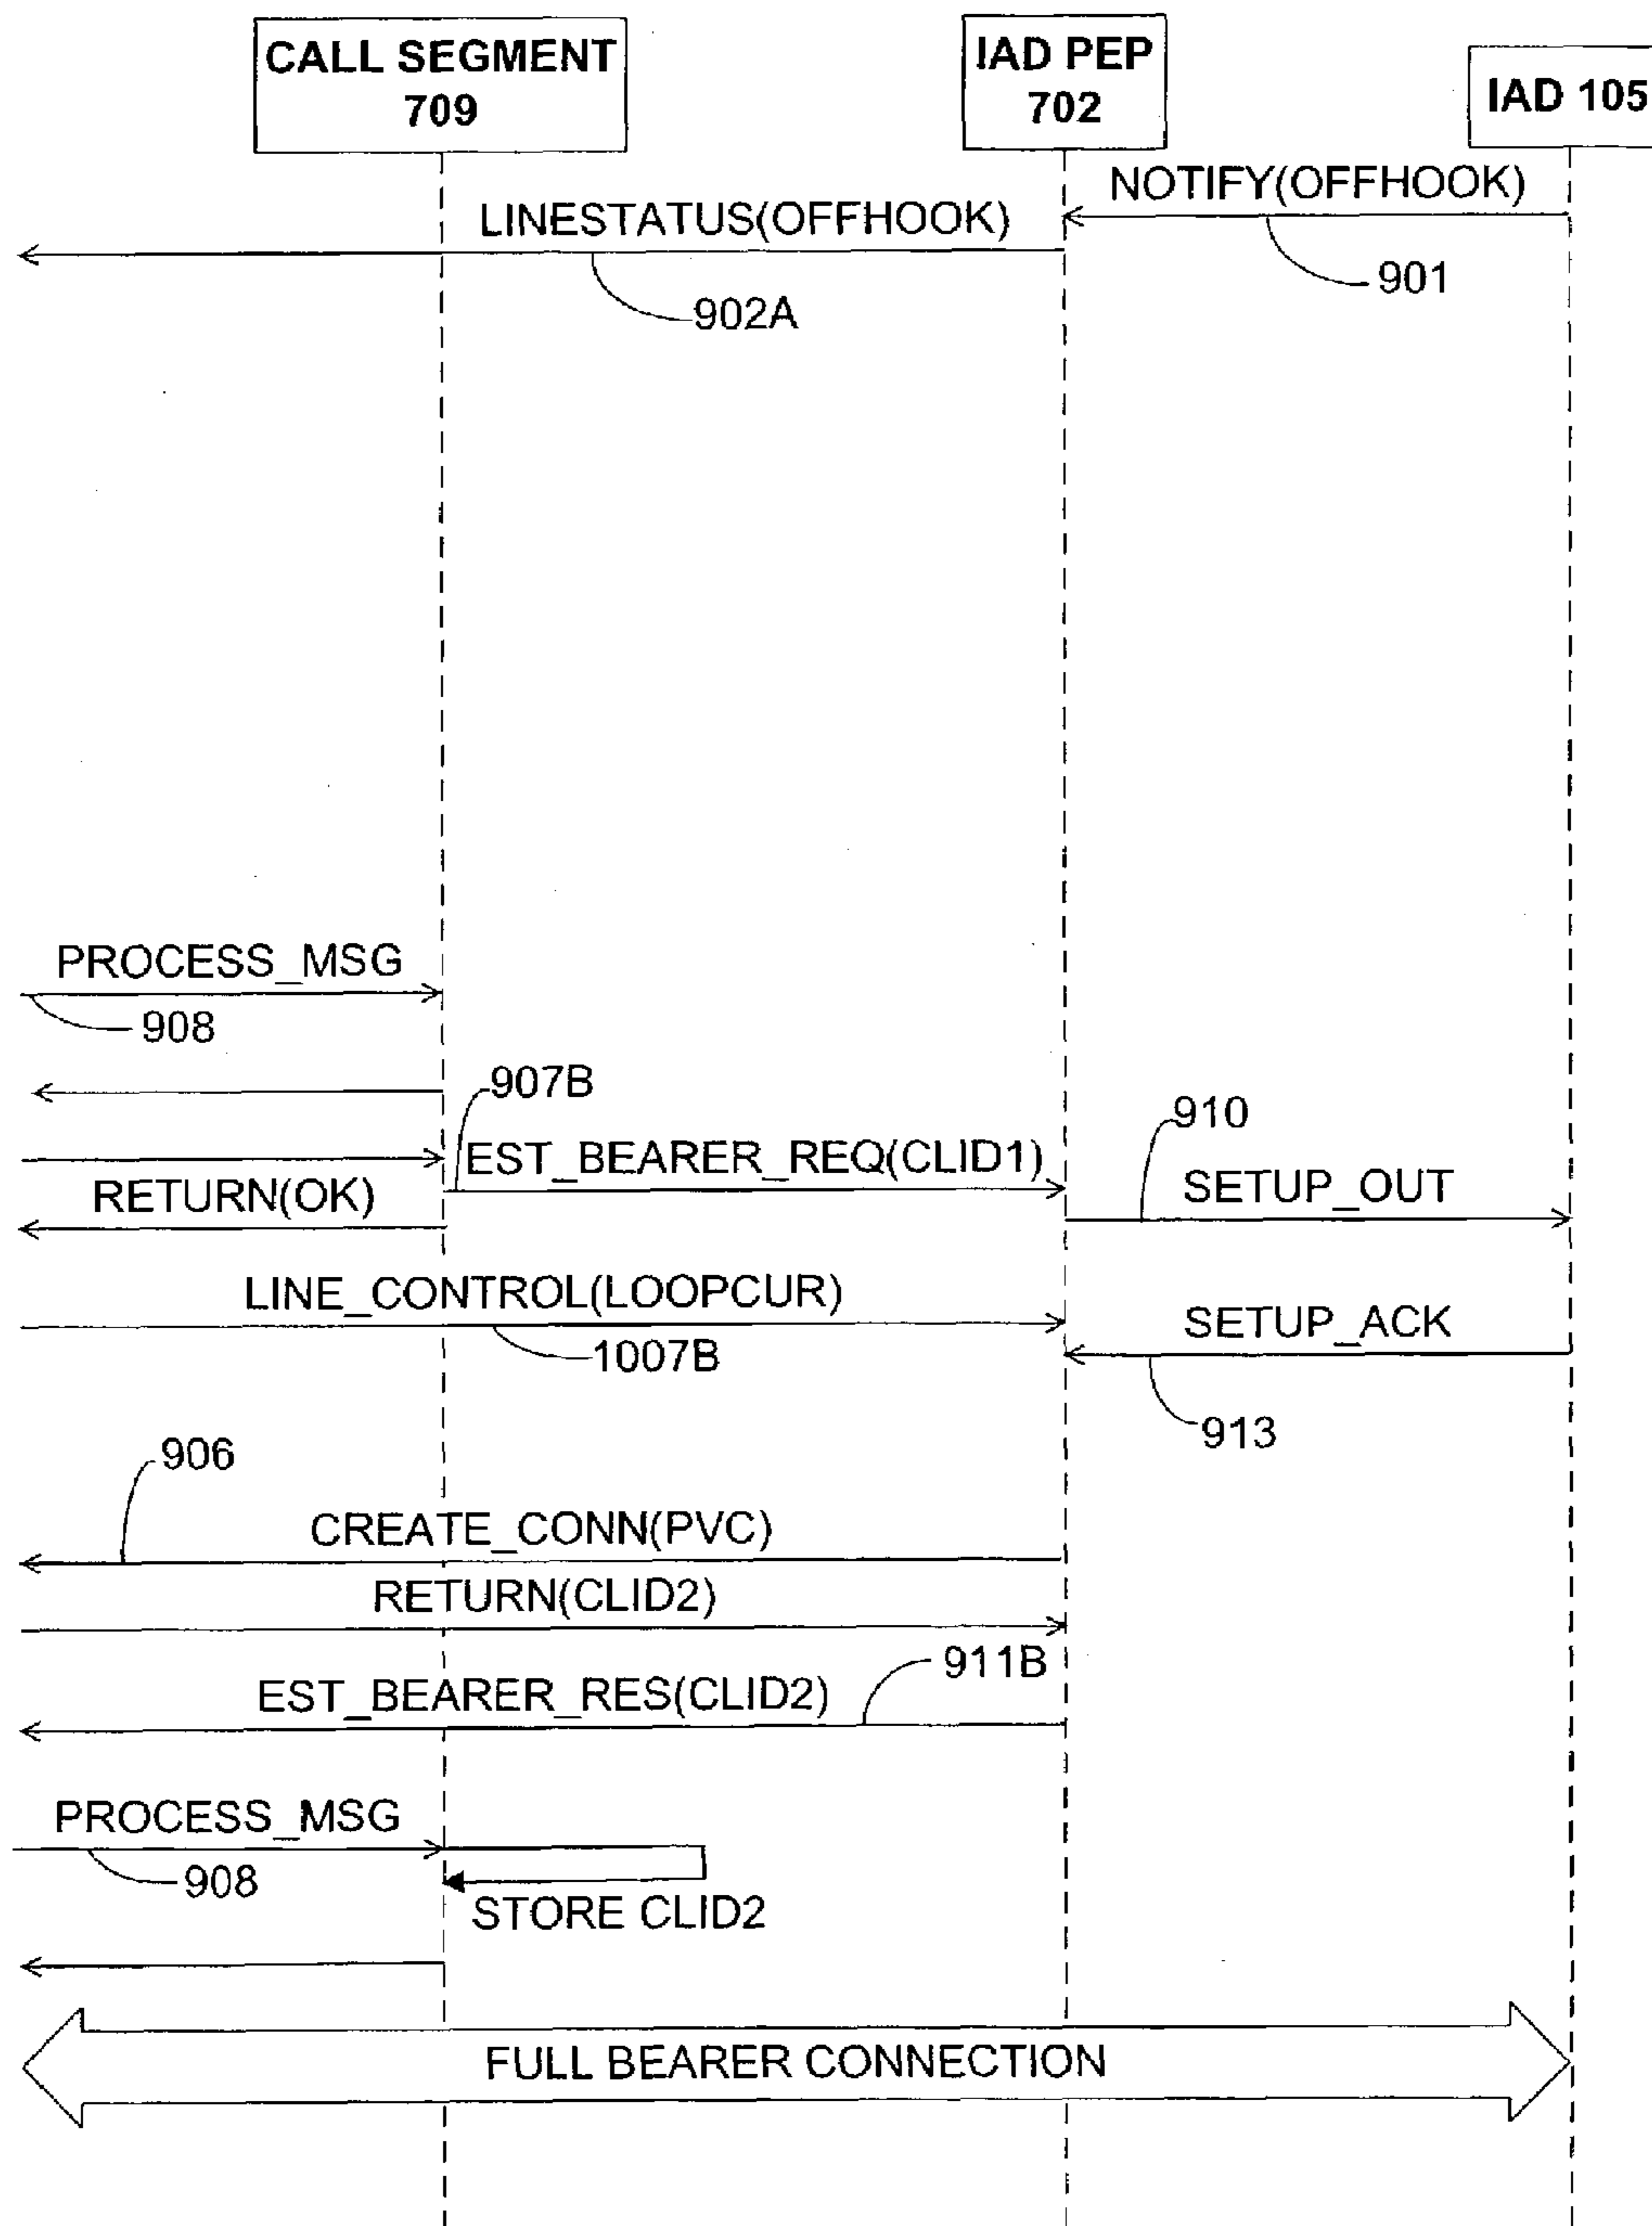 CALL SEGMENT
709
IAD PEP
702
IAD 105
NOTIFY(OFFHOOK)
LINESTATUS(OFFHOOK)
901
902A
PROCESS_MSG
908
907B
910
EST_BEARER_REQ(CLID1)
SETUP_OUT
RETURN(OK)
LINE_CONTROL(LOOPCUR)
SETUP_ACK
1007B
913
906
CREATE_CONN(PVC)
RETURN(CLID2)
911B
EST_BEARER_RES(CLID2)
PROCESS_MSG
908
STORE CLID2
FULL BEARER CONNECTION